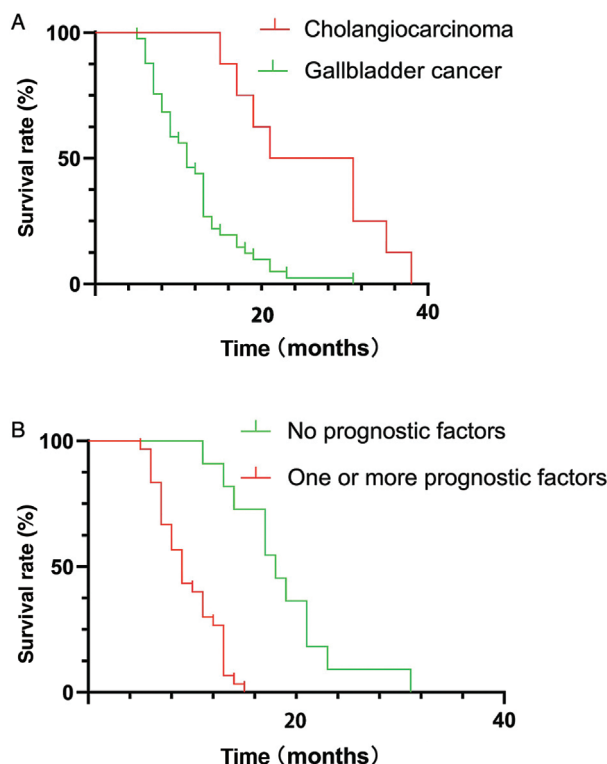 A
Cholangiocarcinoma
Gallbladder cancer
Survival rate (%)
100
50
0
20
40
Time（months）
B
No prognostic factors
One or more prognostic factors
Survival rate (%)
100
50
0
20
40
Time（months）